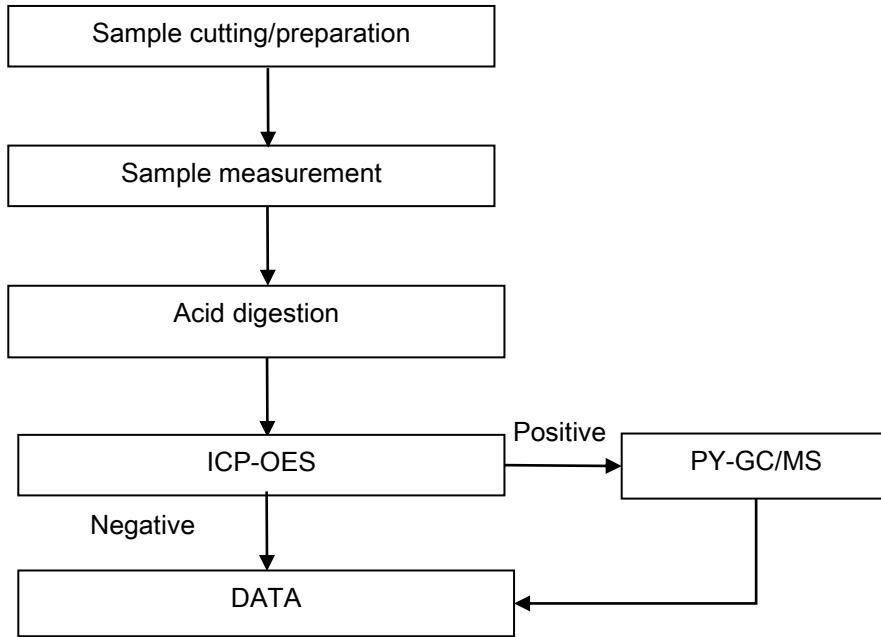 Sample cutting/preparation
Sample measurement
Acid digestion
ICP-OES
Positive
PY-GC/MS
Negative
DATA